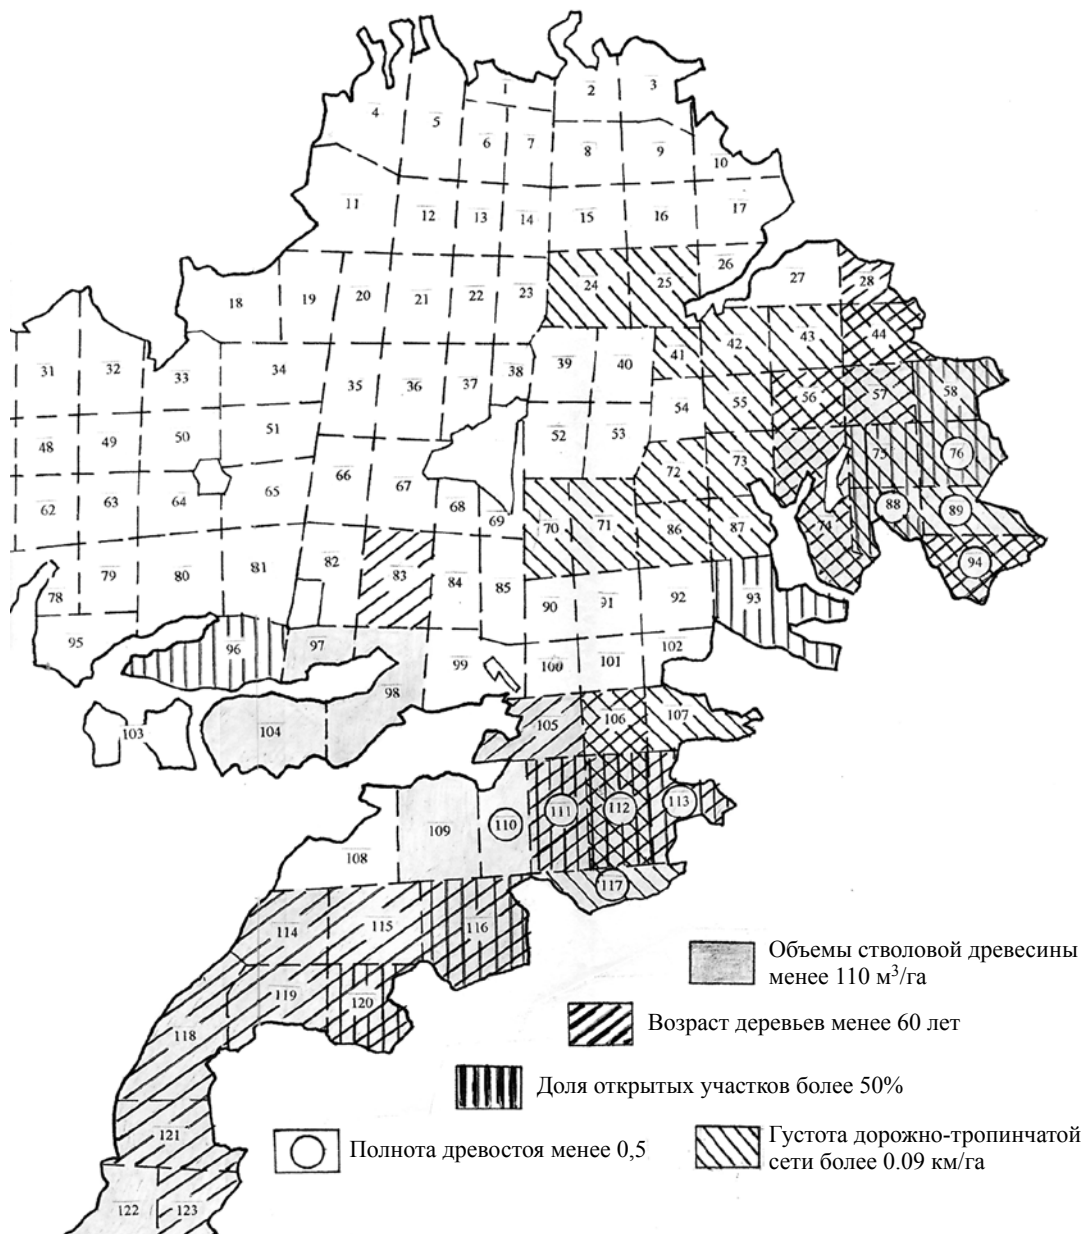 2 3
4 5 6 7 8 9 10
11 12 13 14 15 16 17
18 19 20 21 22 23 24 25 26 27 28
31 32 33 34 35 36 37 38 39 40 41 42 43 44
48 49 50 51 52 53 54 55 56 57 58
62 63 64 65 66 67 68 69 70 71 72 73 74 75 76
78 79 80 81 82 83 84 85 86 87 88 89
90 91 92 93 94
95 96 97 98 99 100 101 102
103 104 105 106 107
108 109 110 111 112 113
114 115 116 117
118 119 120
121
122 123
Объемы стволовой древесины
менее 110 м³/га
Возраст деревьев менее 60 лет
Доля открытых участков более 50%
Полнота древостоя менее 0,5
Густота дорожно-тропинчатой
сети более 0.09 км/га